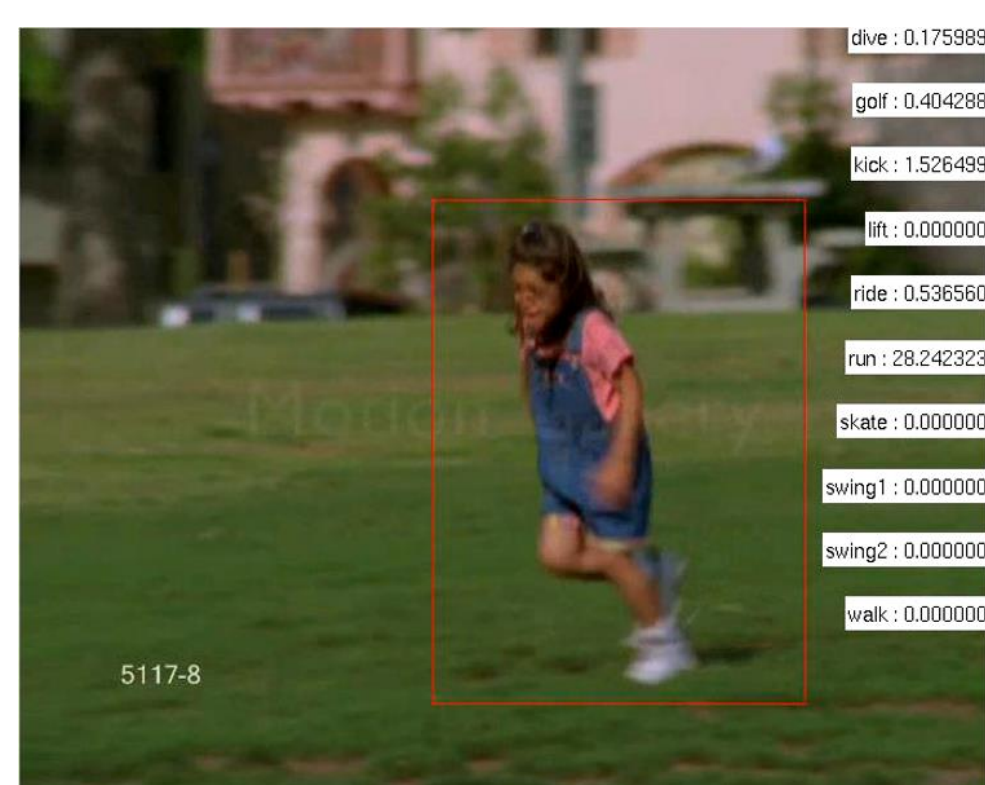 dive : 0.175989
golf : 0.404288
kick : 1.526499
lift : 0.000000
ride : 0.536560
run : 28.242323
Motion
skate : 0.000000
swing1 : 0.000000
swing2 : 0.000000
walk : 0.000000
5117-8